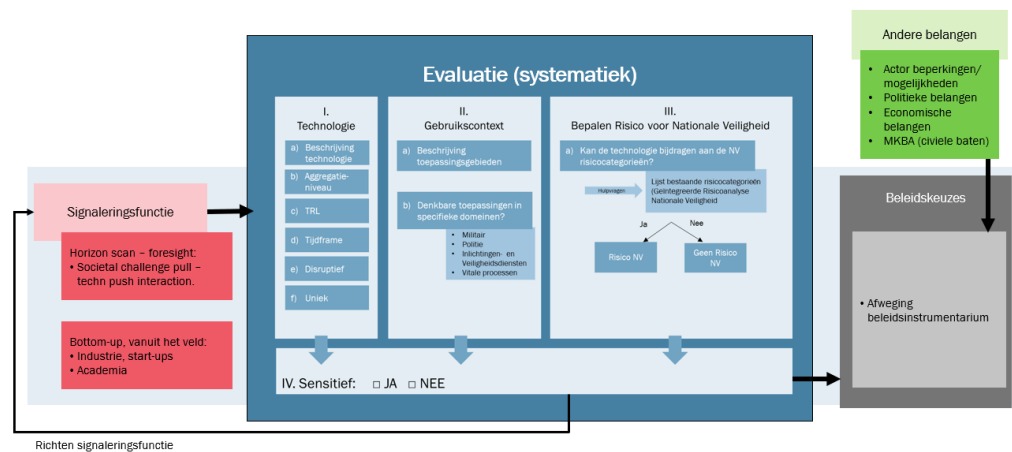 Andere belangen
• Actor beperkingen/
mogelijkheden
• Politieke belangen
• Economische
belangen
• MKBA (civiele baten)
Signaleringsfunctie
Horizon scan – foresight:
• Societal challenge pull –
techn push interaction.
Bottom-up, vanuit het veld:
• Industrie, start-ups
• Academia
Evaluatie (systematiek)
I.
Technologie
a) Beschrijving
technologie
b) Aggregatie-
niveau
c) TRL
d) Tijdframe
e) Disruptief
f) Uniek
II.
Gebruikscontext
a) Beschrijving
toepassingsgebieden
b) Denkbare toepassingen in
specifieke domeinen?
• Militair
• Politie
• Inlichtingen- en
Veiligheidsdiensten
• Vitale processen
III.
Bepalen Risico voor Nationale Veiligheid
a) Kan de technologie bijdragen aan de NV
risicocategorieën?
Hulpvragen
Lijst bestaande risicocategorieën
(Geïntegreerde Risicoanalyse
Nationale Veiligheid
Ja
Nee
Risico NV
Geen Risico
NV
IV. Sensitief: □ JA □ NEE
Beleidskeuzes
• Afweging
beleidsinstrumentarium
Richten signaleringsfunctie